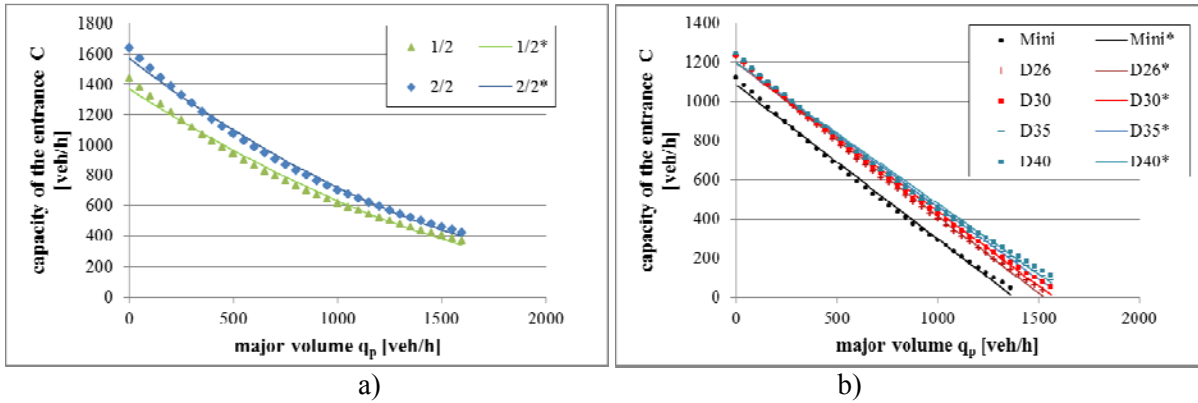 capacity of the entrance C
[veh/h]
1800
1600
1400
1200
1000
800
600
400
200
0
0 500 1000 1500 2000
major volume qp [veh/h]
1/2 1/2*
2/2 2/2*
a)
capacity of the entrance C
[veh/h]
1400
1200
1000
800
600
400
200
0
0 500 1000 1500 2000
major volume qp [veh/h]
Mini Mini*
D26 D26*
D30 D30*
D35 D35*
D40 D40*
b)